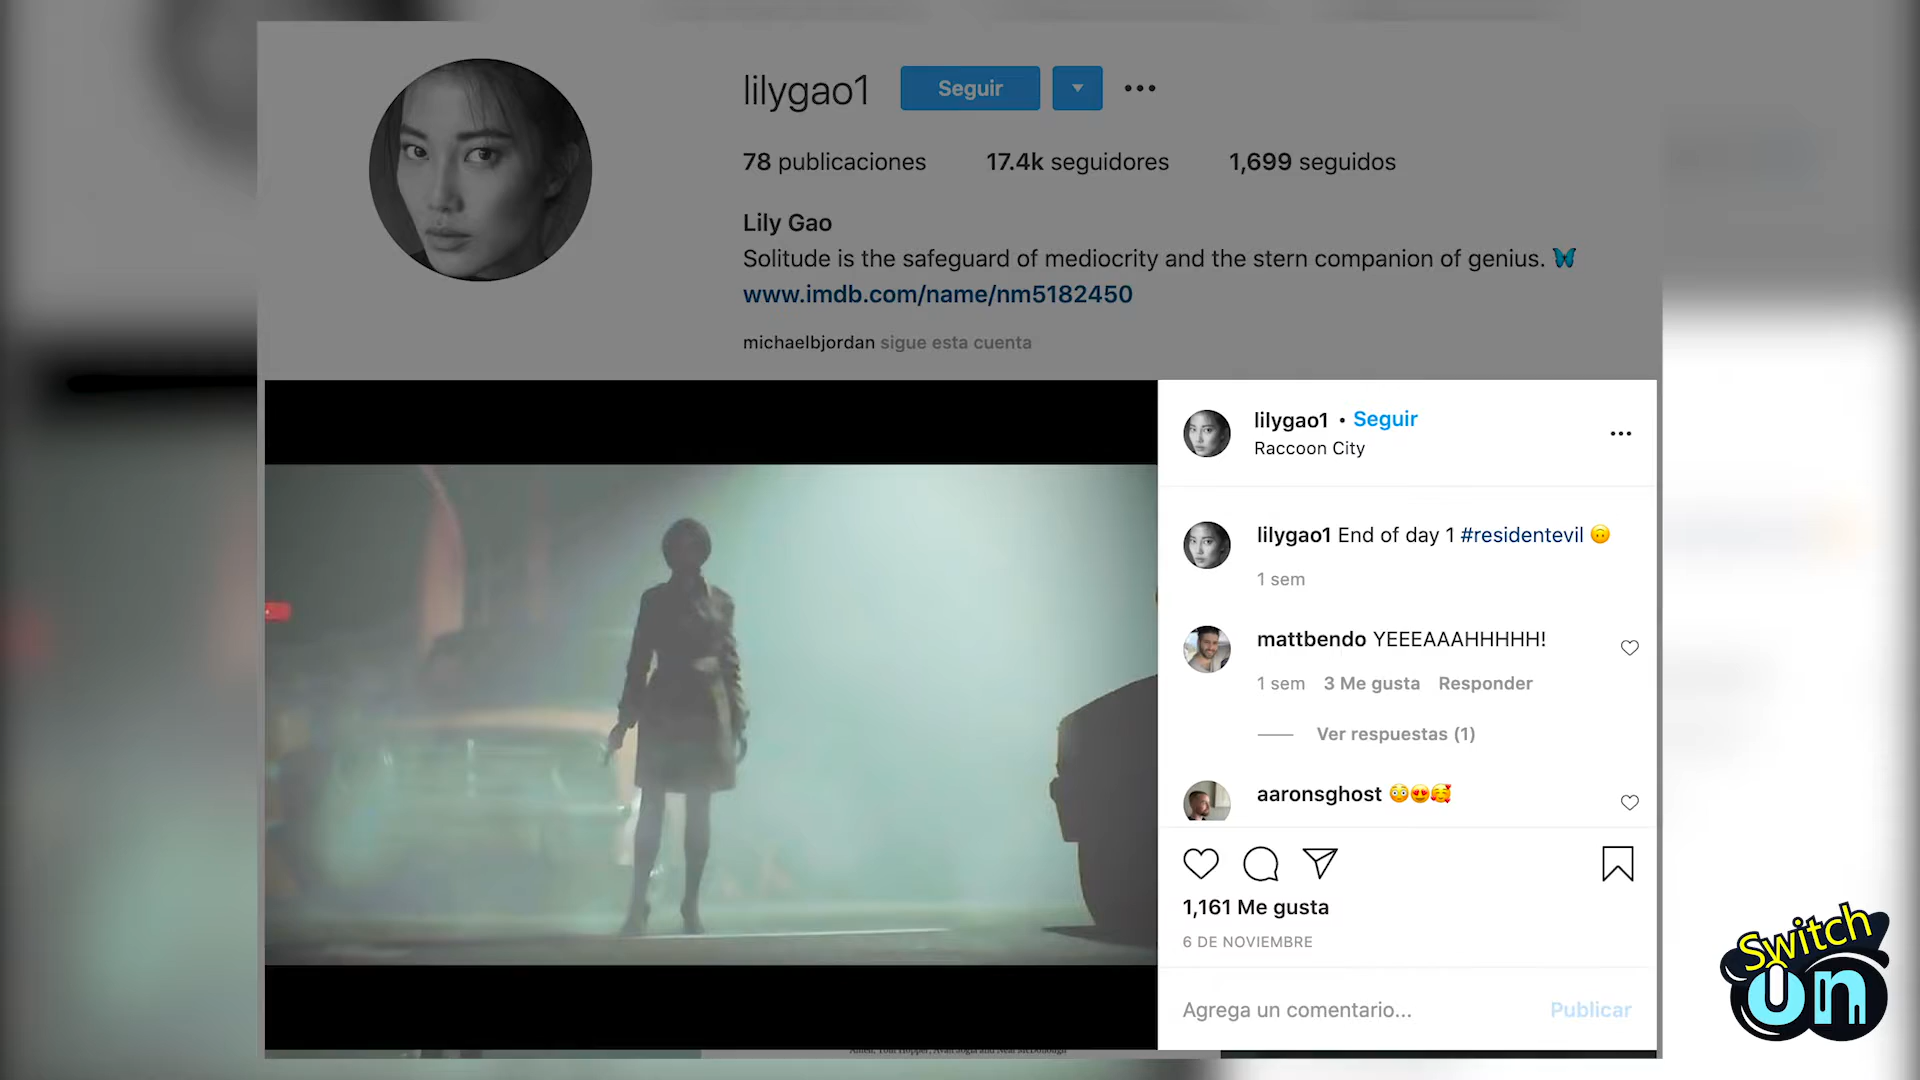 lilygao1 Seguir
78 publicaciones 17.4k seguidores 1,699 seguidos
Lily Gao
Solitude is the safeguard of mediocrity and the stern companion of genius. 🦋
www.imdb.com/name/nm5182450
michaelbjordan sigue esta cuenta
lilygao1 • Seguir
Raccoon City
lilygao1 End of day 1 #residentevil 🙃
1 sem
mattbendo YEEEAAAHHHHH!
1 sem 3 Me gusta Responder
Ver respuestas (1)
aaronsghost 😳😍🥰
1,161 Me gusta
6 DE NOVIEMBRE
Agrega un comentario... Publicar
Switch
On